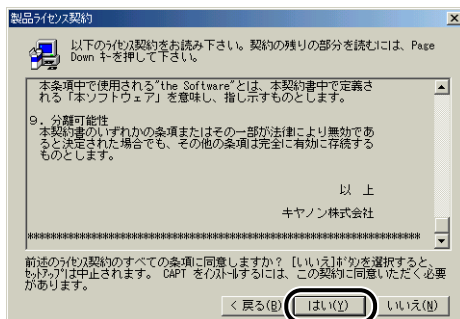 製品ライセンス契約
以下のﾗｲｾﾝｽ契約をお読み下さい。契約の残りの部分を読むには、Page
Down ｷｰを押して下さい。
本条項中で使用される"the Software"とは、本契約書中で定義さ
れる「本ソフトウェア」を意味し、指し示すものとします。
９．分離可能性
本契約書のいずれかの条項またはその一部が法律により無効であ
ると決定された場合でも、その他の条項は完全に有効に存続する
ものとします。
以　上
キヤノン株式会社
前述のﾗｲｾﾝｽ契約のすべての条項に同意しますか？ [いいえ]ﾎﾞﾀﾝを選択すると、
ｾｯﾄｱｯﾌﾟは中止されます。 CAPT をｲﾝｽﾄｰﾙするには、この契約に同意いただく必要
があります。
< 戻る(B)
はい(Y)
いいえ(N)